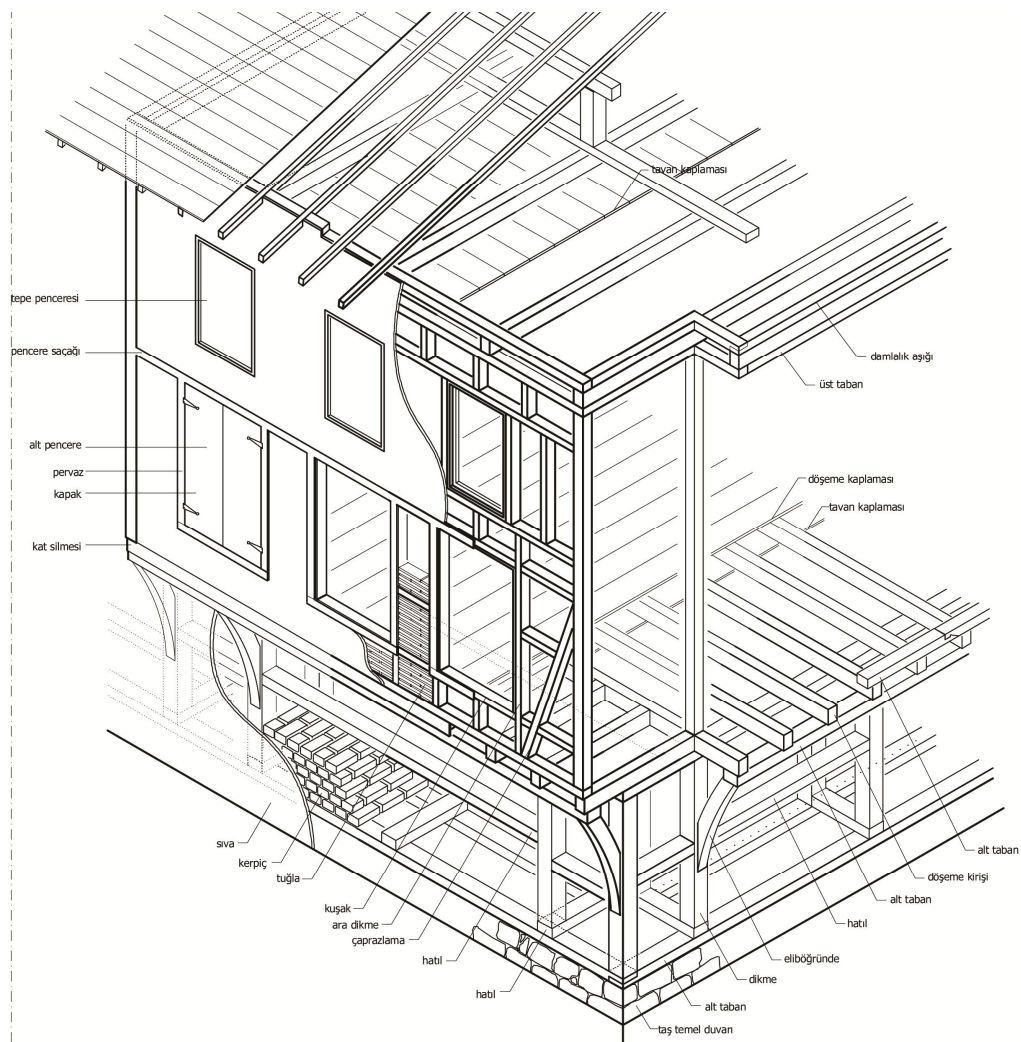 tavan kaplaması
tepe penceresi
pencere saçağı
damlalık aşığı
üst taban
alt pencere
pervaz
kapak
döşeme kaplaması
tavan kaplaması
kat silmesi
sıva
kerpiç
tuğla
kuşak
ara dikme
çaprazlama
hatıl
hatıl
alt taban
döşeme kirişi
alt taban
hatıl
eliböğründe
dikme
alt taban
taş temel duvarı